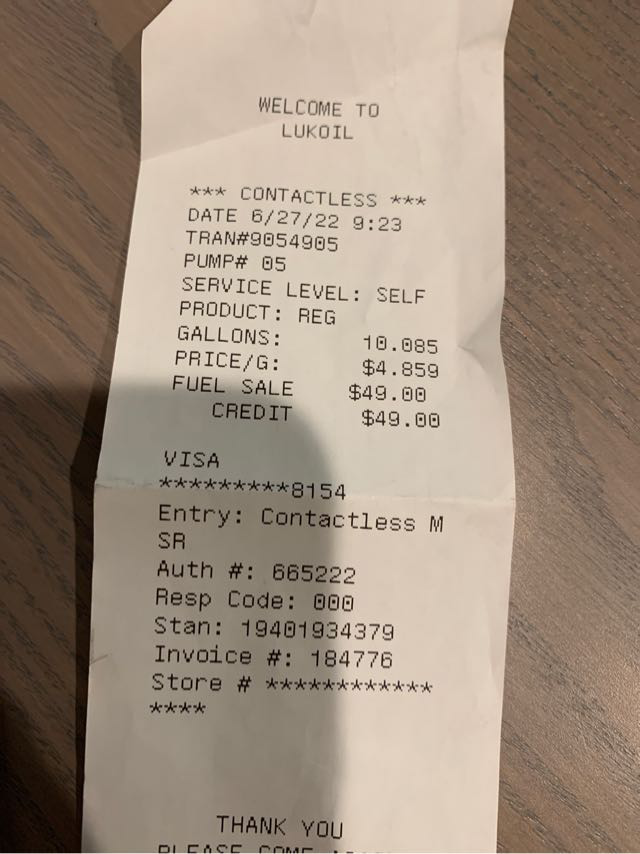 WELCOME TO
LUKOIL
*** CONTACTLESS ***
DATE 6/27/22 9:23
TRAN#9054905
PUMP# 05
SERVICE LEVEL: SELF
PRODUCT: REG
GALLONS: 10.085
PRICE/G: $4.859
FUEL SALE $49.00
CREDIT $49.00
VISA
*********8154
Entry: Contactless M
SR
Auth #: 665222
Resp Code: 000
Stan: 19401934379
Invoice #: 184776
Store # ************
****
THANK YOU
PLEASE COME